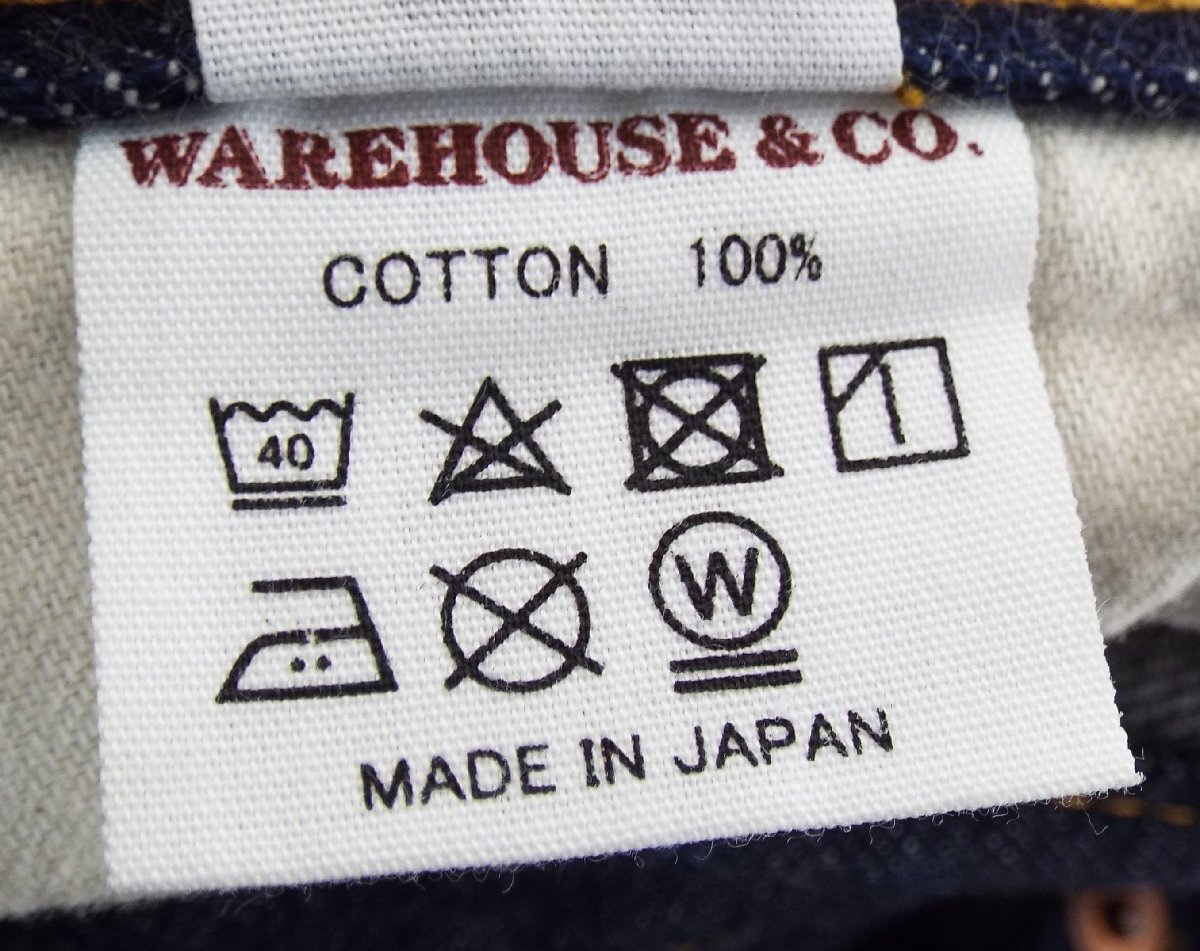 WAREHOUSE & CO.
COTTON 100%
40
W
MADE IN JAPAN